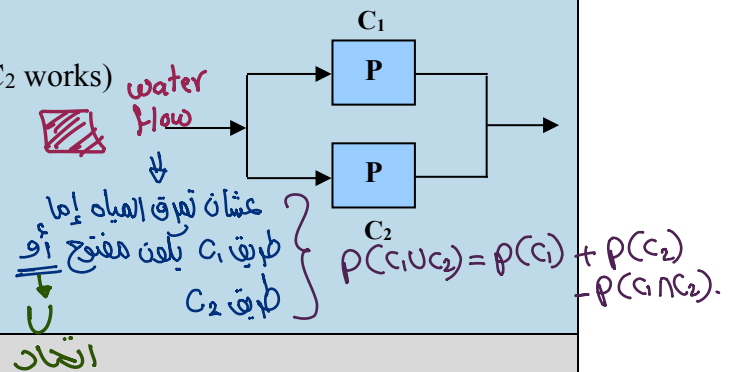 C₁
P
C₂ works)
water
flow
P
C₂
عشان تمرق المياه إما
طريق C₁ يكون مفتوح أو
طريق C₂
P(C₁∪C₂) = P(C₁) + P(C₂)
- P(C₁∩C₂).
∪
اتحاد